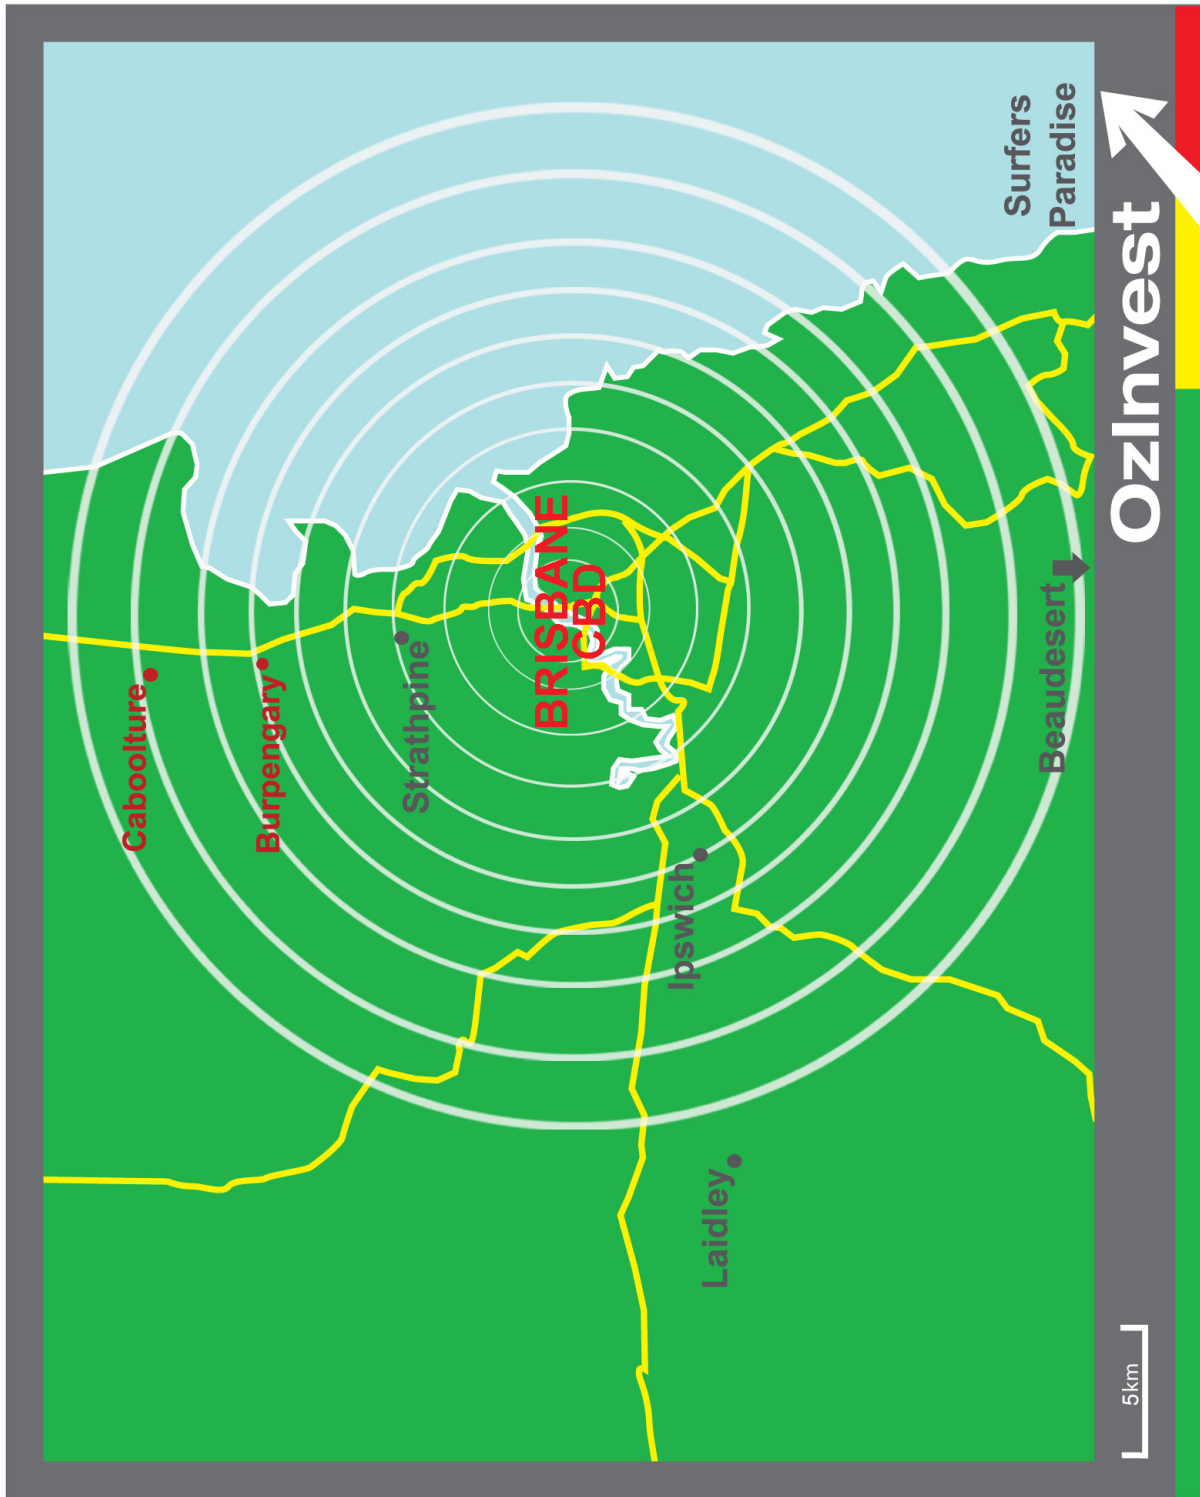 Caboolture
Burpengary
Strathpine
BRISBANE
CBD
Ipswich
Laidley
Surfers
Paradise
Beaudesert
OzInvest
5km